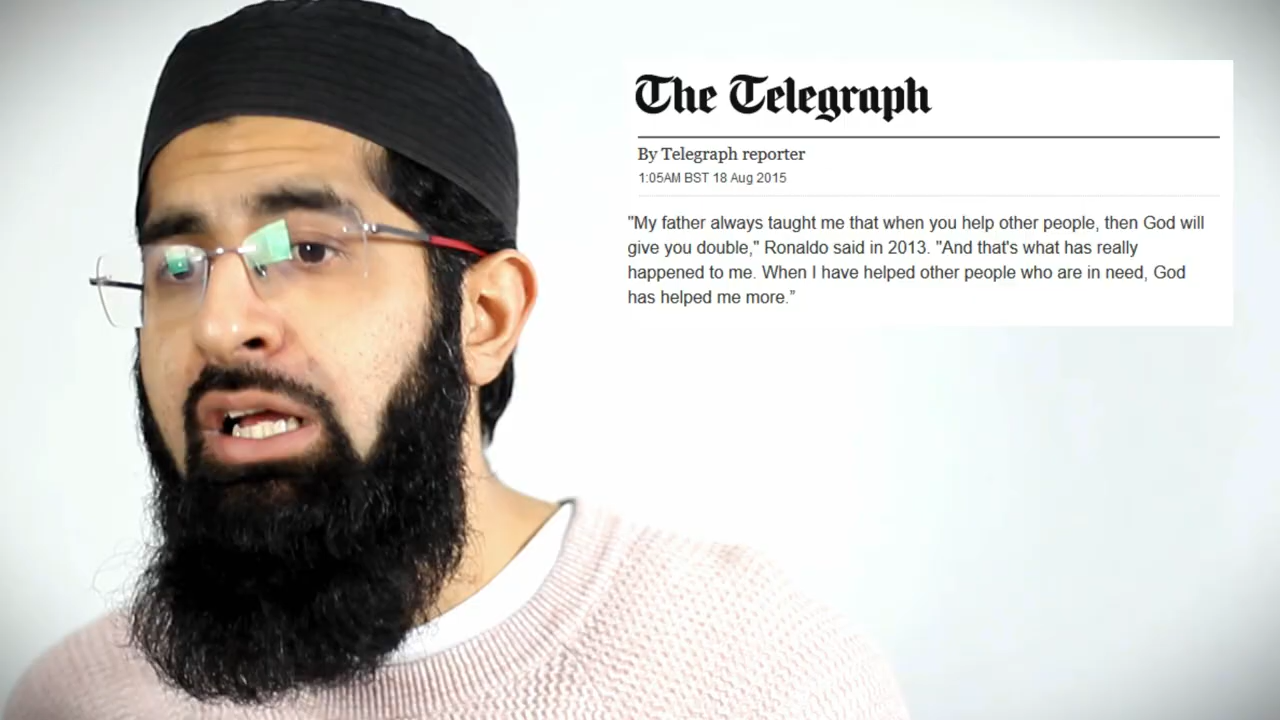 The Telegraph
By Telegraph reporter
1:05AM BST 18 Aug 2015
"My father always taught me that when you help other people, then God will
give you double," Ronaldo said in 2013. "And that's what has really
happened to me. When I have helped other people who are in need, God
has helped me more.”